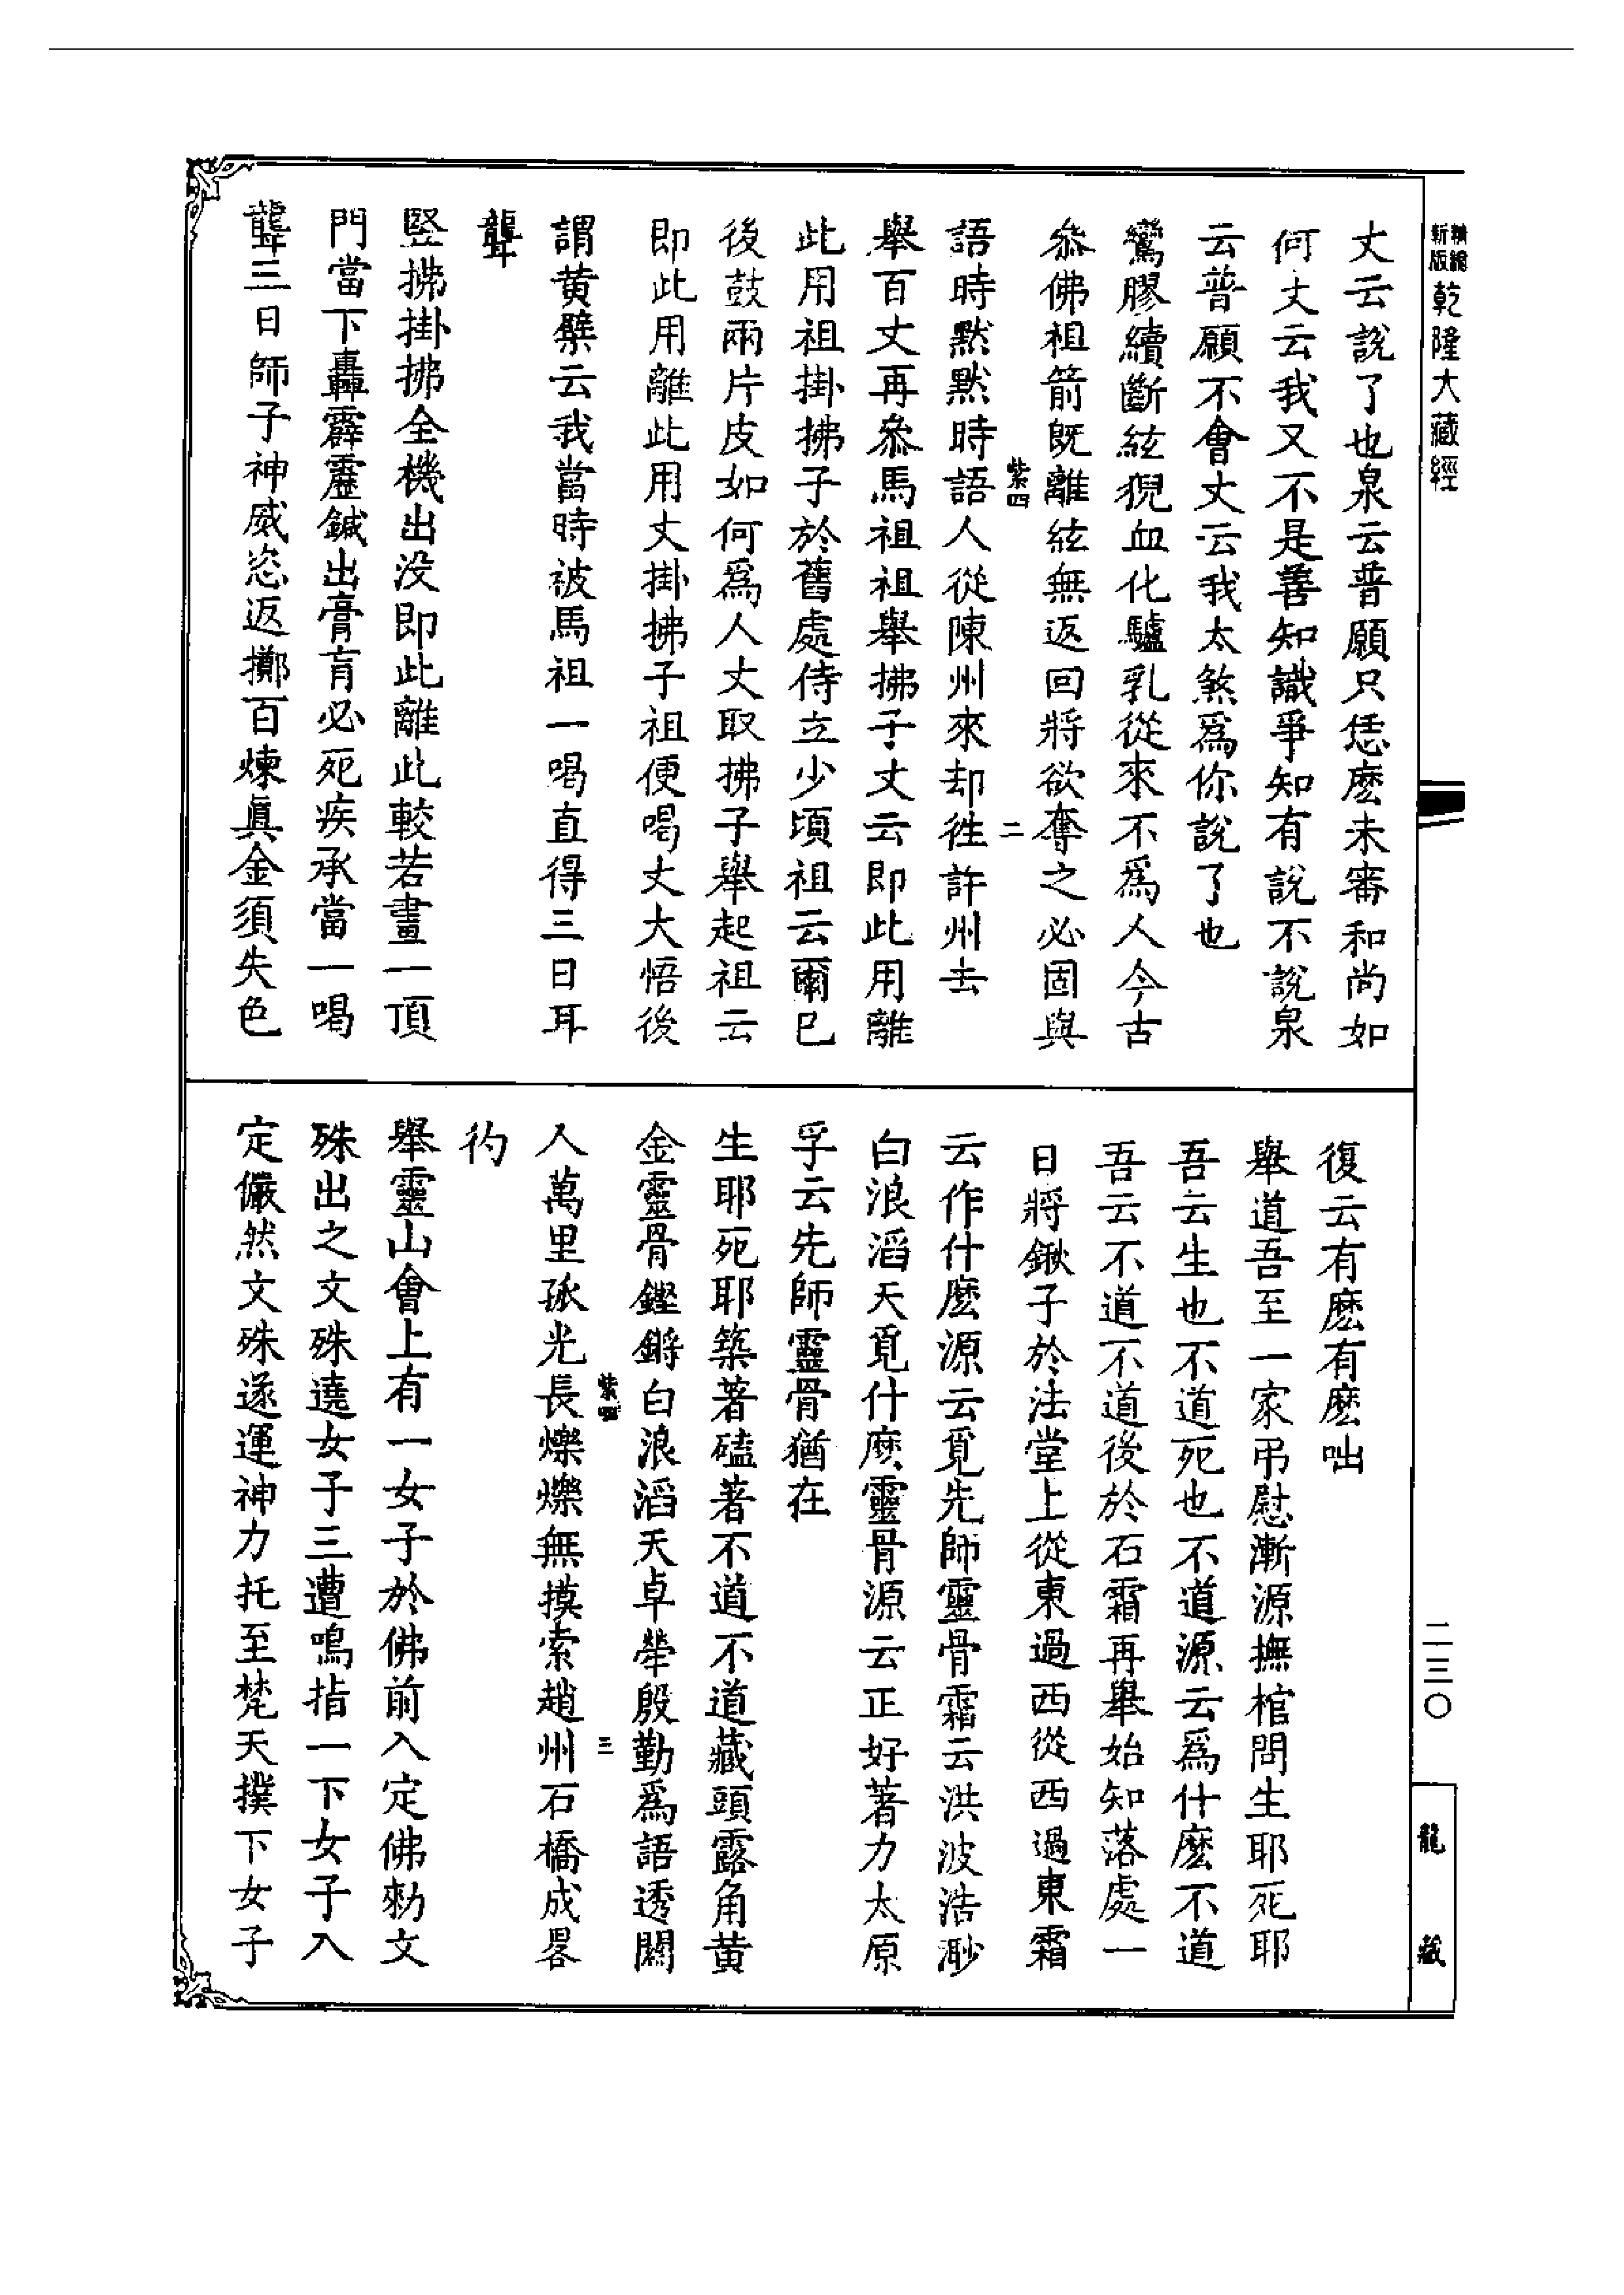 精編
新版
乾隆大藏經
丈云說了也泉云普願只恁麽未審和尚如
何丈云我又不是善知識爭知有說不說泉
云普願不會丈云我太煞爲你說了也
鸞膠續斷絃猊血化驢乳從來不爲人今古
叅佛祖箭旣離絃無返回將欲奪之必固與
紫四
二
語時默默時語人從陳州來却徃許州去
舉百丈再叅馬祖祖舉拂子丈云即此用離
此用祖掛拂子於舊處侍立少頃祖云爾已
後鼓兩片皮如何爲人丈取拂子舉起祖云
即此用離此用丈掛拂子祖便喝丈大悟後
謂黄檗云我當時被馬祖一喝直得三日耳
聾
竪拂掛拂全機出没即此離此較若畫一頂
門當下轟霹靂鍼出膏肓必死疾承當一喝
聾三日師子神威恣返擲百煉眞金須失色
復云有麽有麽咄
舉道吾至一家弔慰漸源撫棺問生耶死耶
吾云生也不道死也不道源云爲什麽不道
吾云不道不道後於石霜再舉始知落處一
日將鍬子於法堂上從東過西從西過東霜
云作什麽源云覓先師靈骨霜云洪波浩渺
白浪滔天覓什麽靈骨源云正好著力太原
孚云先師靈骨猶在
生耶死耶築著磕著不道不道藏頭露角黄
金靈骨鏗鏘白浪滔天卓犖殷勤爲語透關
紫四
三
人萬里孤光長爍爍無摸索趙州石橋成畧
彴
舉靈山會上有一女子於佛前入定佛勑文
殊出之文殊遶女子三遭鳴指一下女子入
定儼然文殊遂運神力托至梵天撲下女子
二三〇
龍藏